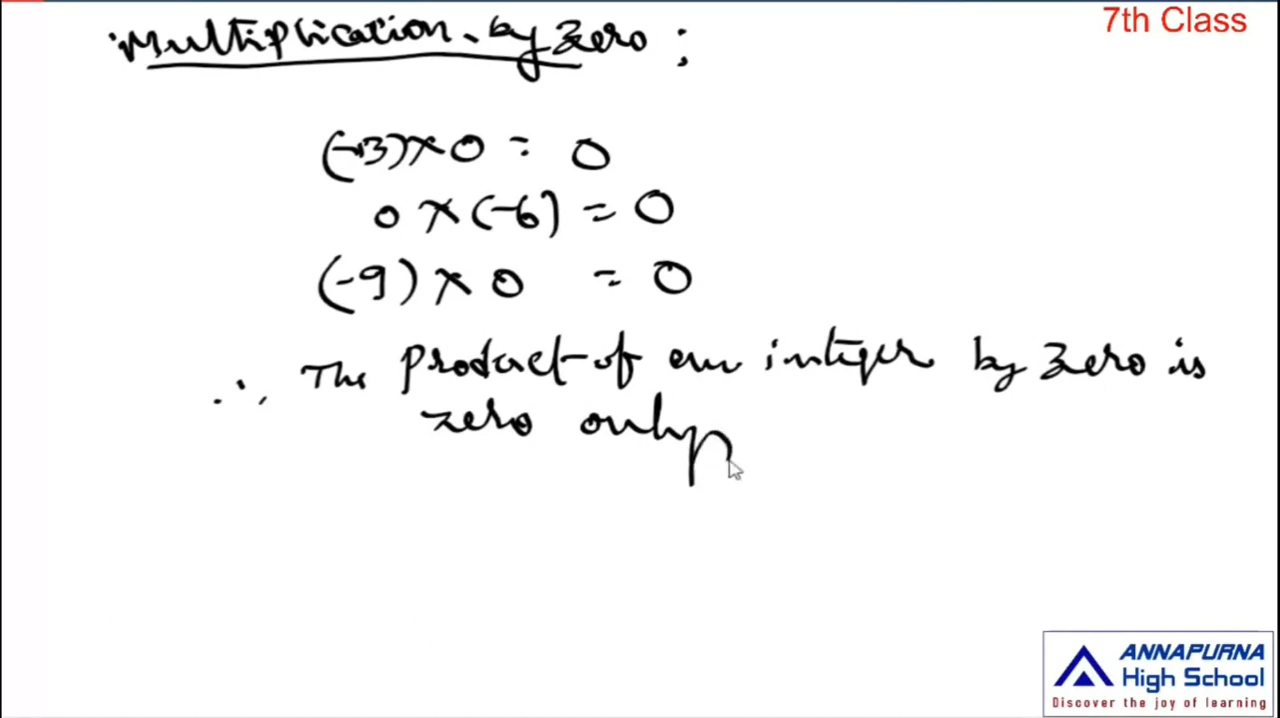 7th Class
Multiplication by Zero :
(-3) × 0 = 0
0 × (-6) = 0
(-9) × 0 = 0
∴ The product of an integer by zero is
zero only
ANNAPURNA
High School
Discover the joy of learning